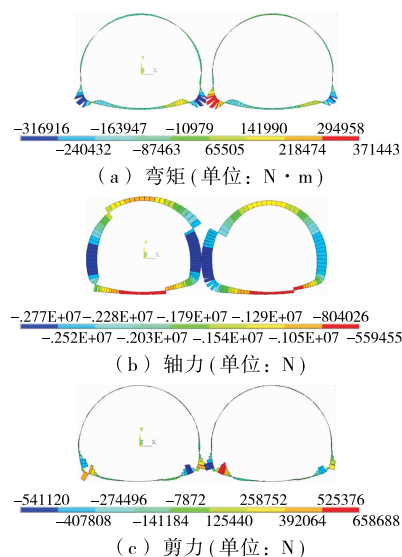 -316916 -163947 -10979 141990 294958
-240432 -87463 65505 218474 371443
(a) 弯矩(单位：N·m)
-.277E+07 -.228E+07 -.179E+07 -.129E+07 -804026
-.252E+07 -.203E+07 -.154E+07 -.105E+07 -559455
(b) 轴力(单位：N)
Y
X
-541120 -274496 -7872 258752 525376
-407808 -141184 125440 392064 658688
(c) 剪力(单位：N)